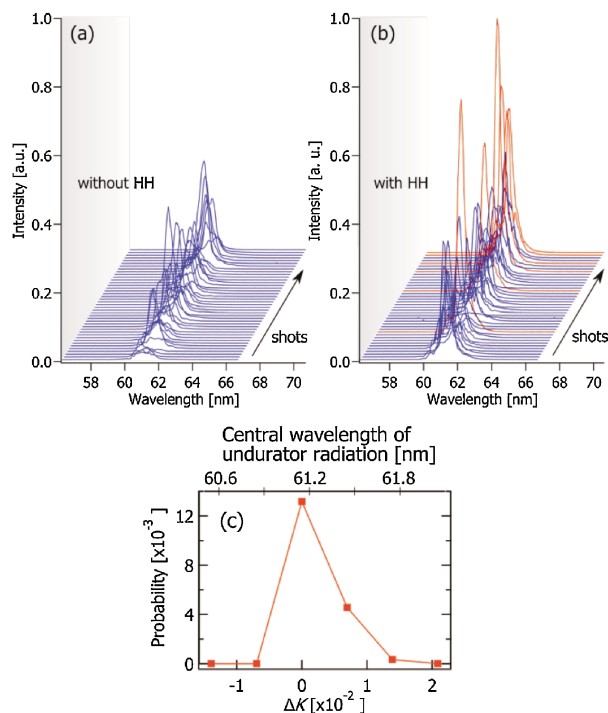 (a)
1.0
0.8
0.6
0.4
0.2
0.0
Intensity [a.u.]
without HH
shots
58 60 62 64 66 68 70
Wavelength [nm]
(b)
1.0
0.8
0.6
0.4
0.2
0.0
Intensity [a. u.]
with HH
shots
58 60 62 64 66 68 70
Wavelength [nm]
Central wavelength of
undurator radiation [nm]
60.6 61.2 61.8
(c)
12
8
4
0
Probability [x10-3]
-1 0 1 2
ΔK [x10-2]